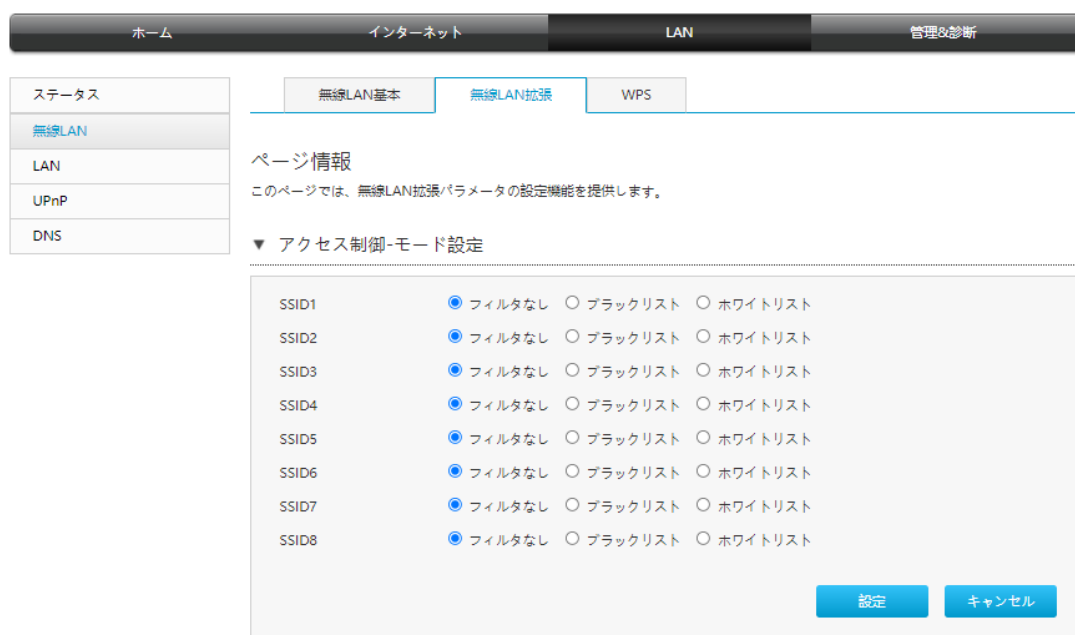 ホーム インターネット LAN 管理&診断
ステータス
無線LAN
LAN
UPnP
DNS
無線LAN基本 無線LAN拡張 WPS
ページ情報
このページでは、無線LAN拡張パラメータの設定機能を提供します。
▼ アクセス制御-モード設定
SSID1 フィルタなし ブラックリスト ホワイトリスト
SSID2 フィルタなし ブラックリスト ホワイトリスト
SSID3 フィルタなし ブラックリスト ホワイトリスト
SSID4 フィルタなし ブラックリスト ホワイトリスト
SSID5 フィルタなし ブラックリスト ホワイトリスト
SSID6 フィルタなし ブラックリスト ホワイトリスト
SSID7 フィルタなし ブラックリスト ホワイトリスト
SSID8 フィルタなし ブラックリスト ホワイトリスト
設定 キャンセル